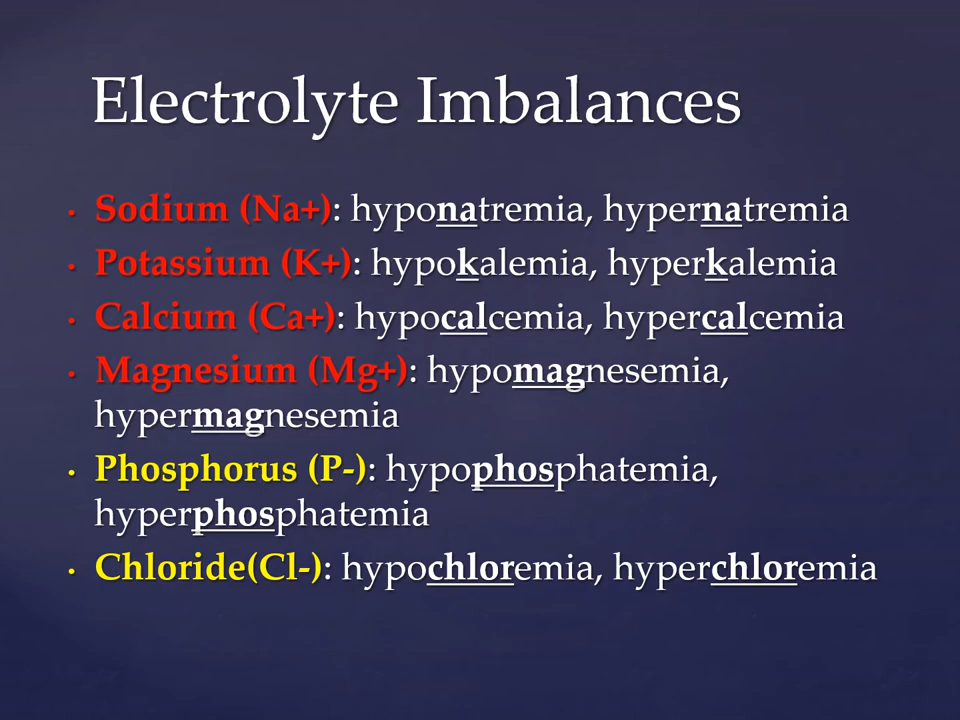 Electrolyte Imbalances
• Sodium (Na+): hyponatremia, hypernatremia
• Potassium (K+): hypokalemia, hyperkalemia
• Calcium (Ca+): hypocalcemia, hypercalcemia
• Magnesium (Mg+): hypomagnesemia,
hypermagnesemia
• Phosphorus (P-): hypophosphatemia,
hyperphosphatemia
• Chloride(Cl-): hypochloremia, hyperchloremia